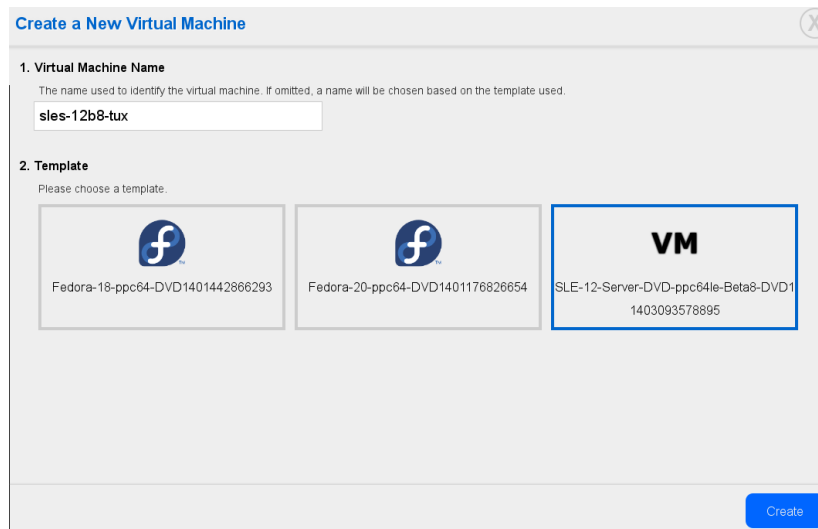 Create a New Virtual Machine
X
1. Virtual Machine Name
The name used to identify the virtual machine. If omitted, a name will be chosen based on the template used.
sles-12b8-tux
2. Template
Please choose a template.
VM
Fedora-18-ppc64-DVD1401442866293
Fedora-20-ppc64-DVD1401176826654
SLE-12-Server-DVD-ppc64le-Beta8-DVD1
1403093578895
Create